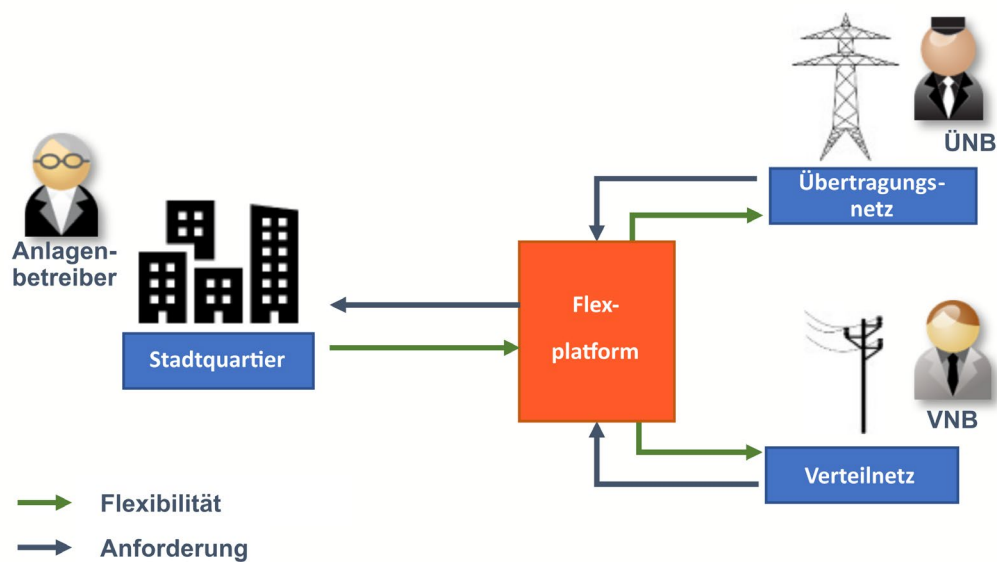 ÜNB
Übertragungs-
netz
Anlagen-
betreiber
Stadtquartier
Flex-
platform
VNB
Verteilnetz
Flexibilität
Anforderung